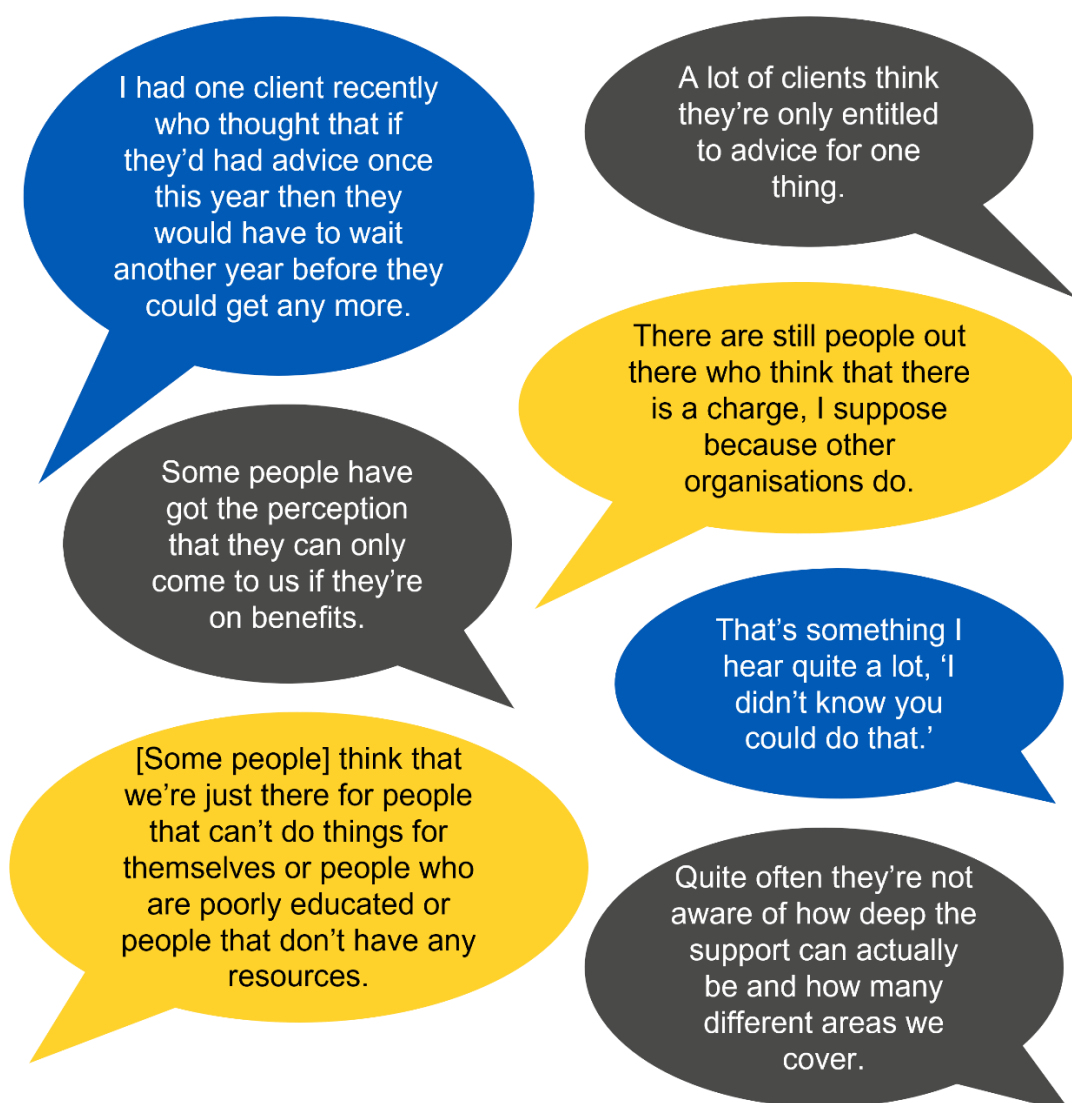 I had one client recently
who thought that if
they’d had advice once
this year then they
would have to wait
another year before they
could get any more.
A lot of clients think
they’re only entitled
to advice for one
thing.
There are still people out
there who think that there
is a charge, I suppose
because other
organisations do.
Some people have
got the perception
that they can only
come to us if they’re
on benefits.
That’s something I
hear quite a lot, ‘I
didn’t know you
could do that.’
[Some people] think that
we’re just there for people
that can’t do things for
themselves or people who
are poorly educated or
people that don’t have any
resources.
Quite often they’re not
aware of how deep the
support can actually
be and how many
different areas we
cover.